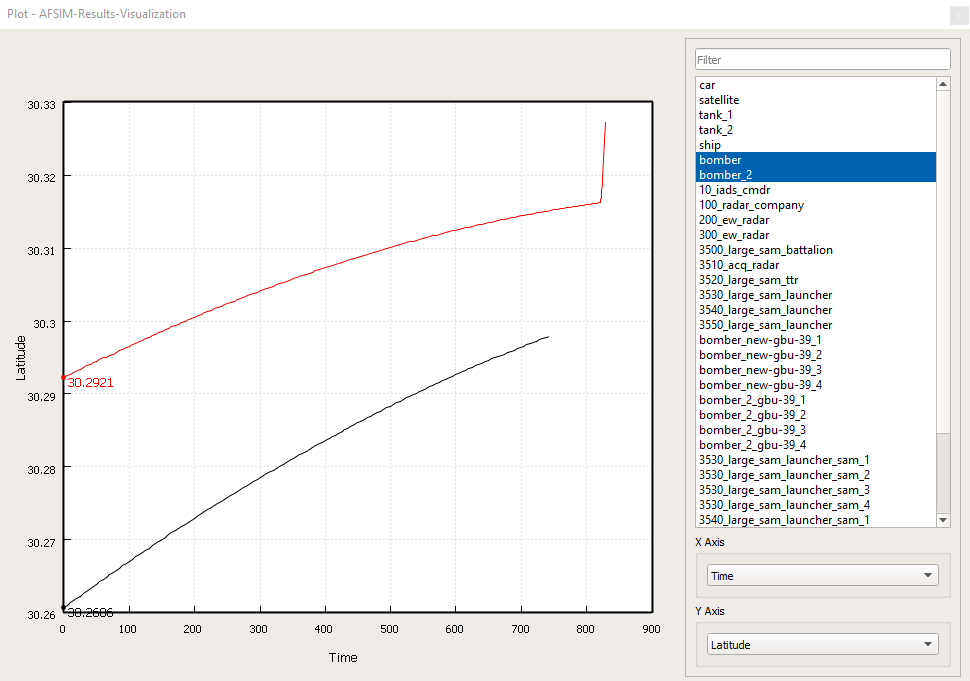 Plot - AFSIM-Results-Visualization
Filter
car
satellite
tank_1
tank_2
ship
bomber
bomber_2
10_iads_cmdr
100_radar_company
200_ew_radar
300_ew_radar
3500_large_sam_battalion
3510_acq_radar
3520_large_sam_ttr
3530_large_sam_launcher
3540_large_sam_launcher
3550_large_sam_launcher
bomber_new-gbu-39_1
bomber_new-gbu-39_2
bomber_new-gbu-39_3
bomber_new-gbu-39_4
bomber_2_gbu-39_1
bomber_2_gbu-39_2
bomber_2_gbu-39_3
bomber_2_gbu-39_4
3530_large_sam_launcher_sam_1
3530_large_sam_launcher_sam_2
3530_large_sam_launcher_sam_3
3530_large_sam_launcher_sam_4
3540_large_sam_launcher_sam_1
X Axis
Time
Y Axis
Latitude
30.33
30.32
30.31
30.3
30.29
30.28
30.27
30.26
Latitude
30.2921
0 100 200 300 400 500 600 700 800 900
Time